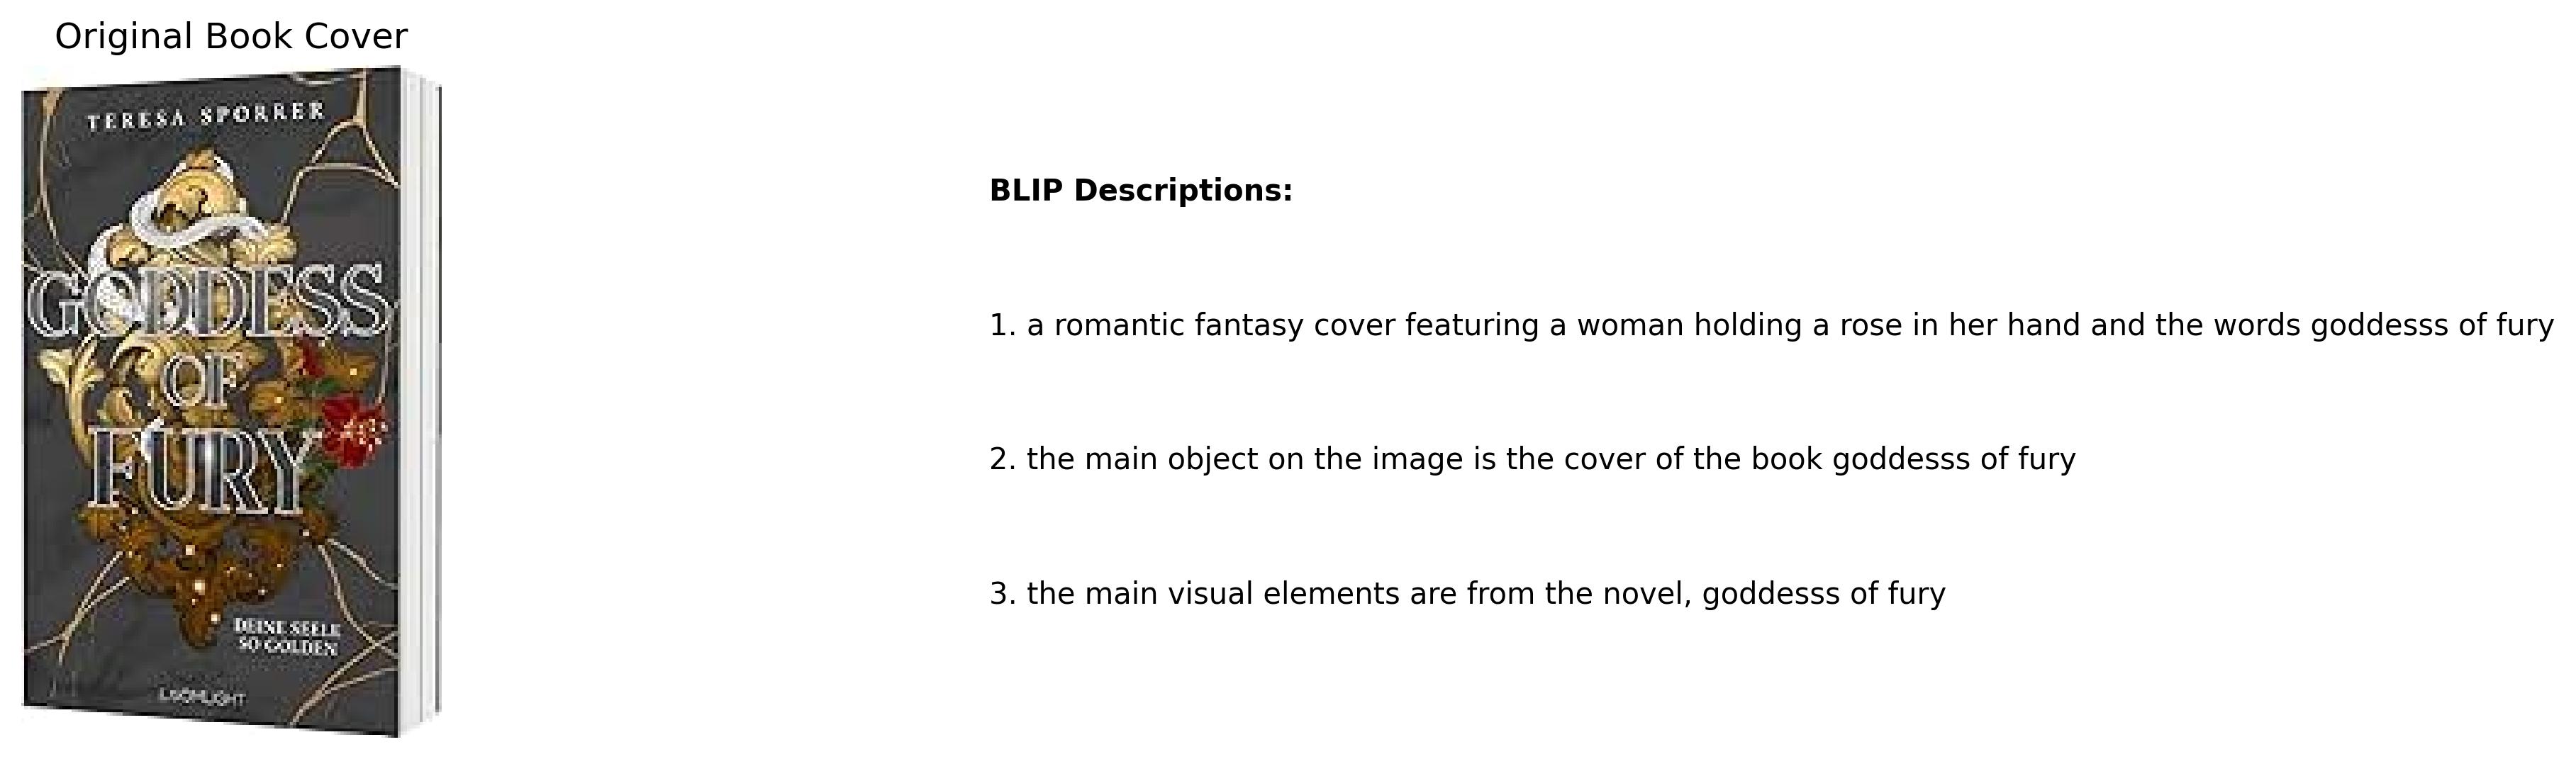 Original Book Cover
TERESA SPORRER
GODDESS
OF
FURY
DEINE SEELE
SO GOLDEN
BLIP Descriptions:
1. a romantic fantasy cover featuring a woman holding a rose in her hand and the words goddesss of fury
2. the main object on the image is the cover of the book goddesss of fury
3. the main visual elements are from the novel, goddesss of fury